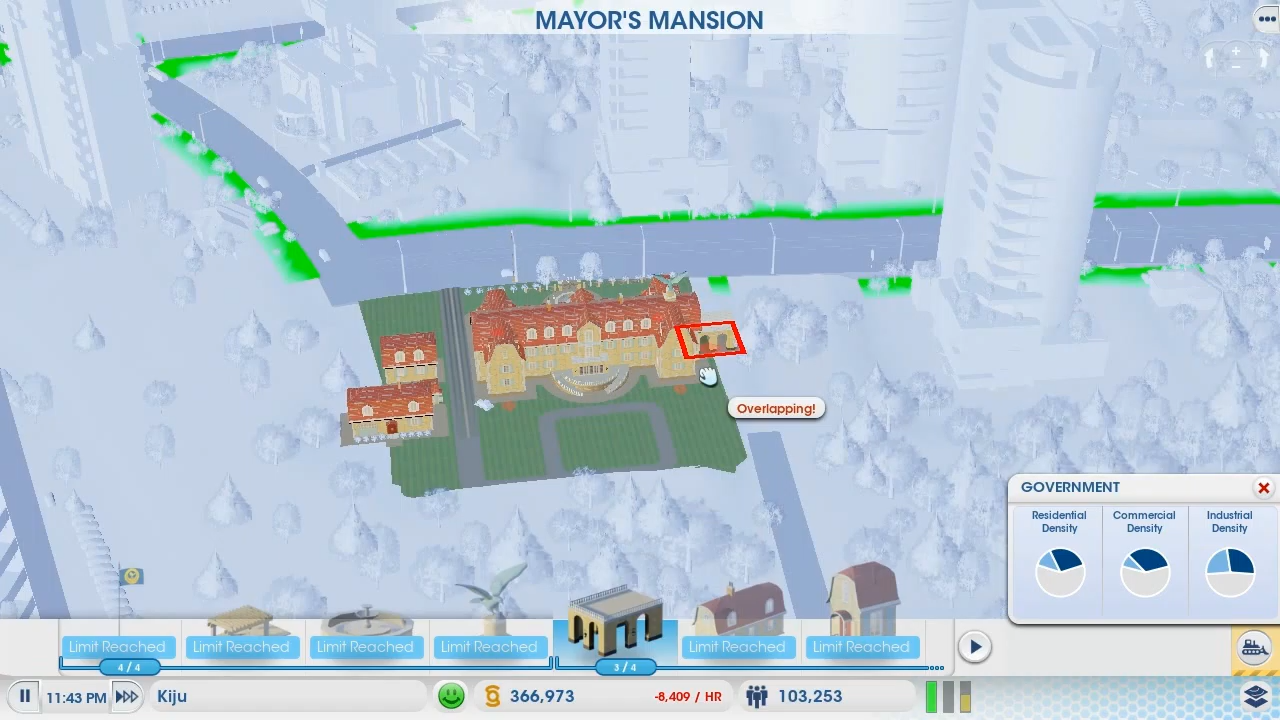 MAYOR'S MANSION
Overlapping!
GOVERNMENT
Residential Density
Commercial Density
Industrial Density
Limit Reached
Limit Reached
Limit Reached
Limit Reached
Limit Reached
Limit Reached
4 / 4
3 / 4
11:43 PM
Kiju
366,973
-8,409 / HR
103,253